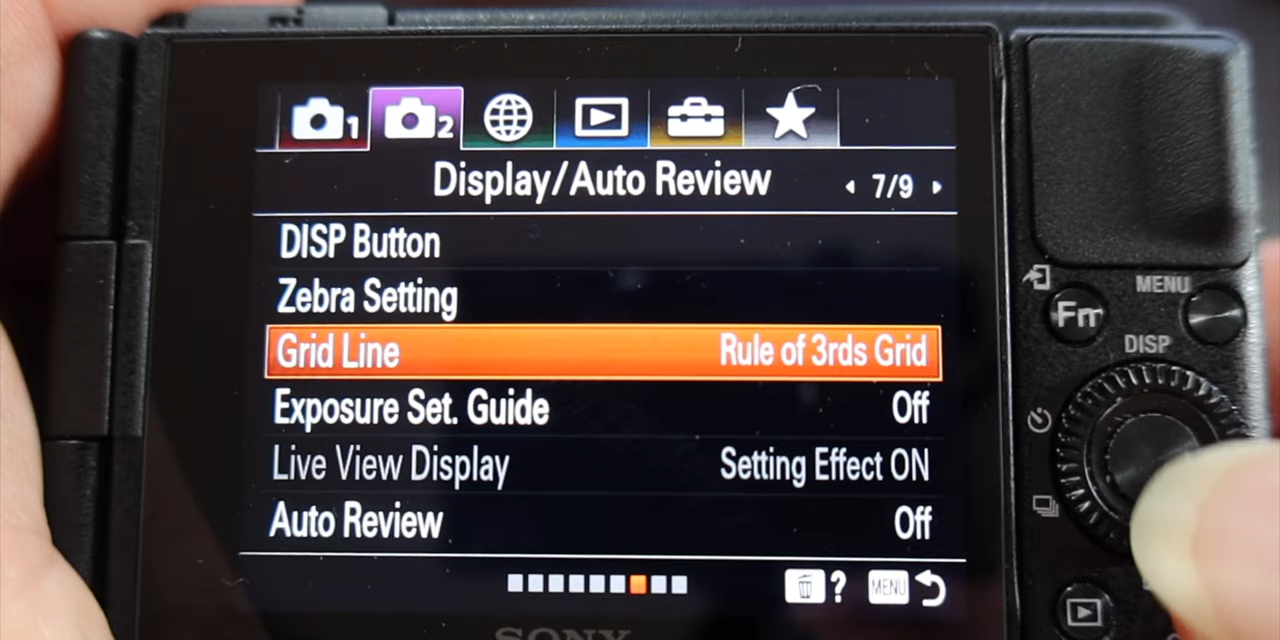 1 2
Display/Auto Review 7/9
DISP Button
Zebra Setting
Grid Line Rule of 3rds Grid
Exposure Set. Guide Off
Live View Display Setting Effect ON
Auto Review Off
? MENU
SONY
Fn MENU
DISP